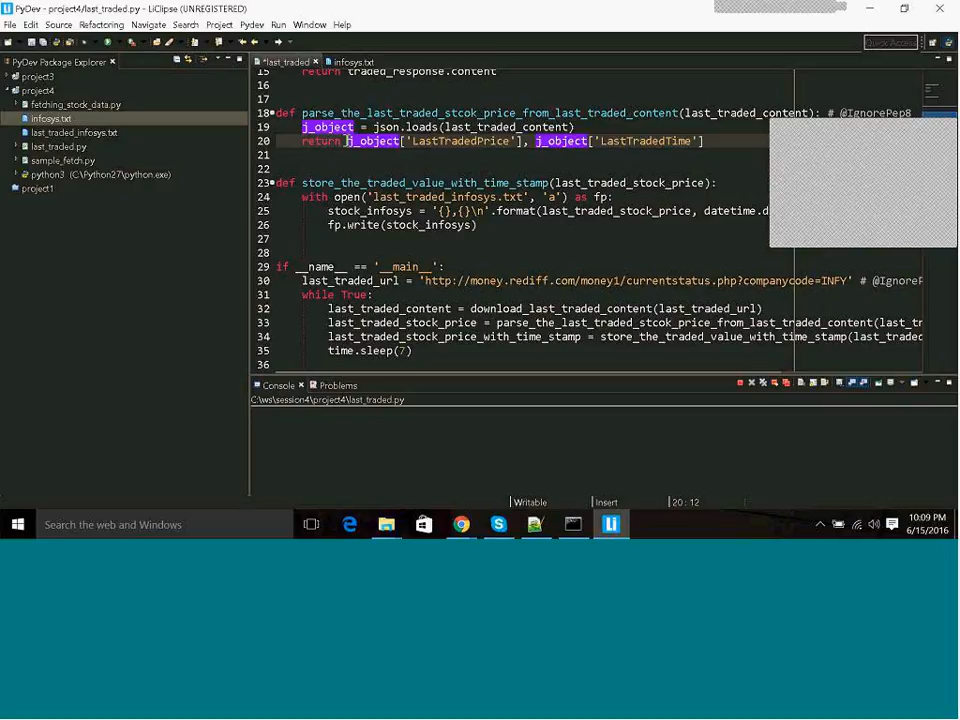 PyDev - project4/last_traded.py - LiClipse (UNREGISTERED)
File Edit Source Refactoring Navigate Search Project Pydev Run Window Help
Quick Access
PyDev Package Explorer
project3
project4
fetching_stock_data.py
infosys.txt
last_traded_infosys.txt
last_traded.py
sample_fetch.py
python3 (C:\Python27\python.exe)
project1
*last_traded infosys.txt
15 return traded_response.content
16
17
18 def parse_the_last_traded_stcok_price_from_last_traded_content(last_traded_content): # @IgnorePep8
19 j_object = json.loads(last_traded_content)
20 return j_object['LastTradedPrice'], j_object['LastTradedTime']
21
22
23 def store_the_traded_value_with_time_stamp(last_traded_stock_price):
24 with open('last_traded_infosys.txt', 'a') as fp:
25 stock_infosys = '{},{}\n'.format(last_traded_stock_price, datetime.d
26 fp.write(stock_infosys)
27
28
29 if __name__ == '__main__':
30 last_traded_url = 'http://money.rediff.com/money1/currentstatus.php?companycode=INFY' # @IgnoreP
31 while True:
32 last_traded_content = download_last_traded_content(last_traded_url)
33 last_traded_stock_price = parse_the_last_traded_stcok_price_from_last_traded_content(last_tr
34 last_traded_stock_price_with_time_stamp = store_the_traded_value_with_time_stamp(last_traded
35 time.sleep(7)
36
Console Problems
C:\ws\session4\project4\last_traded.py
Writable Insert 20 : 12
Search the web and Windows
10:09 PM
6/15/2016